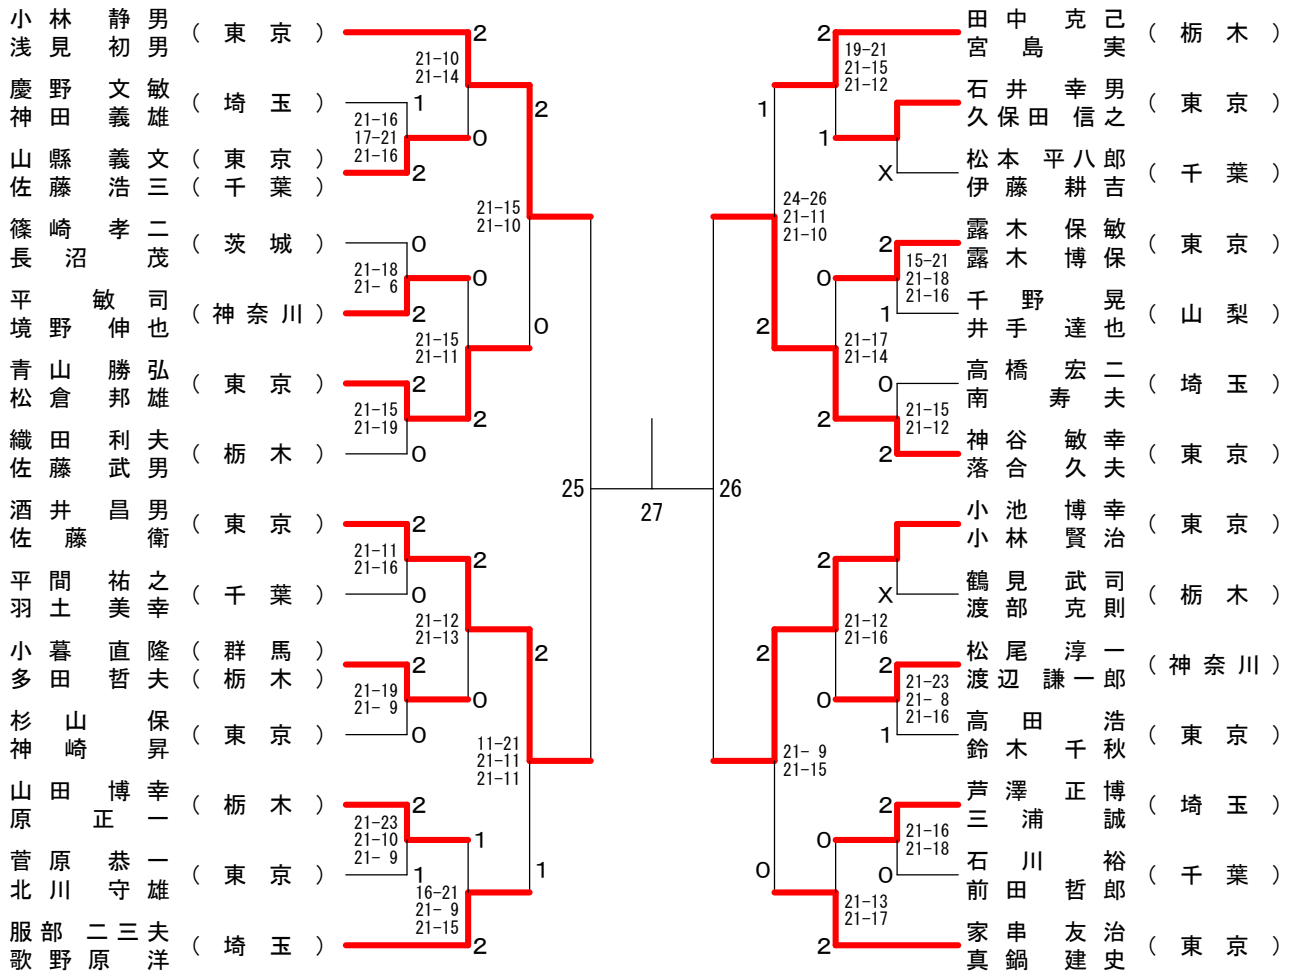 小林 静男
浅見 初男
（東京）
慶野 文敏
神田 義雄
（埼玉）
山縣 義文（東京）
佐藤 浩三（千葉）
篠崎 孝二
長沼 茂
（茨城）
平 敏司
境野 伸也
（神奈川）
青山 勝弘
松倉 邦雄
（東京）
織田 利夫
佐藤 武男
（栃木）
酒井 昌男
佐藤 衛
（東京）
平間 祐之
羽土 美幸
（千葉）
小暮 直隆（群馬）
多田 哲夫（栃木）
杉山 保
神崎 昇
（東京）
山田 博幸
原 正一
（栃木）
菅原 恭一
北川 守雄
（東京）
服部 二三夫
歌野原 洋
（埼玉）
2
21-10
21-14
1
21-16
17-21
21-16
2
0
2
21-15
21-10
0
21-18
21- 6
2
0
21-15
21-11
0
2
21-15
21-19
0
2
25
2
21-11
21-16
0
2
21-12
21-13
2
2
21-19
21- 9
0
0
11-21
21-11
21-11
2
21-23
21-10
21- 9
1
1
16-21
21- 9
21-15
2
1
27
26
2
19-21
21-15
21-12
1
1
X
24-26
21-11
21-10
2
15-21
21-18
21-16
1
0
2
21-17
21-14
0
21-15
21-12
2
2
2
X
21-12
21-16
2
2
21-23
21- 8
21-16
1
0
21- 9
21-15
2
21-16
21-18
0
0
0
21-13
21-17
2
田中 克己
宮島 実
（栃木）
石井 幸男
久保田 信之
（東京）
松本 平八郎
伊藤 耕吉
（千葉）
露木 保敏
露木 博保
（東京）
千野 晃
井手 達也
（山梨）
高橋 宏二
南 寿夫
（埼玉）
神谷 敏幸
落合 久夫
（東京）
小池 博幸
小林 賢治
（東京）
鶴見 武司
渡部 克則
（栃木）
松尾 淳一
渡辺 謙一郎
（神奈川）
高田 浩
鈴木 千秋
（東京）
芦澤 正博
三浦 誠
（埼玉）
石川 裕
前田 哲郎
（千葉）
家串 友治
真鍋 建史
（東京）